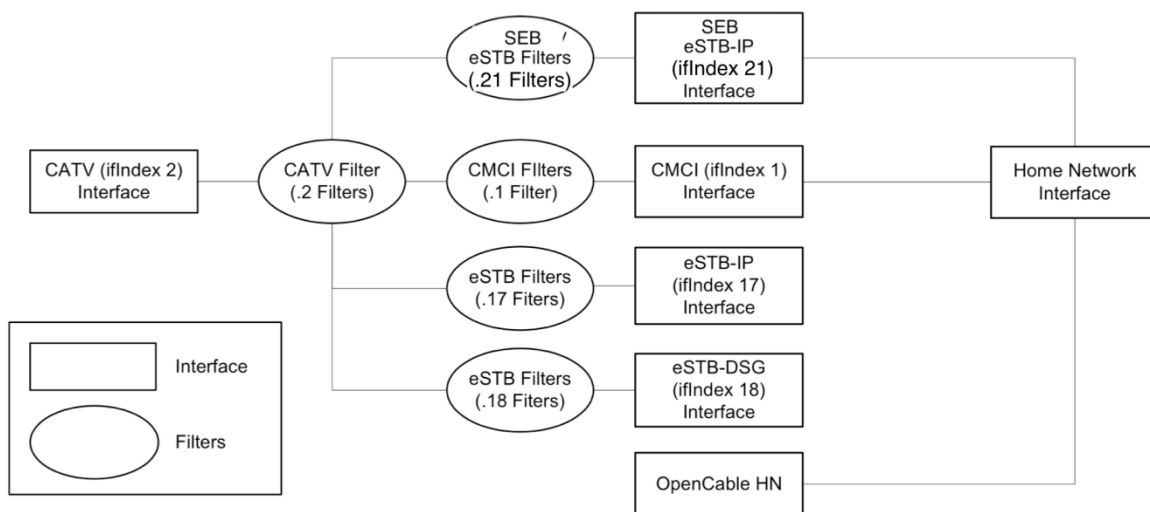 SEB
eSTB Filters
(.21 Filters)
SEB
eSTB-IP
(ifIndex 21)
Interface
CATV (ifIndex 2)
Interface
CATV Filter
(.2 Filters)
CMCI FIlters
(.1 Filter)
CMCI (ifIndex 1)
Interface
Home Network
Interface
eSTB Filters
(.17 Fiters)
eSTB-IP
(ifIndex 17)
Interface
eSTB Filters
(.18 Fiters)
eSTB-DSG
(ifIndex 18)
Interface
OpenCable HN
Interface
Filters